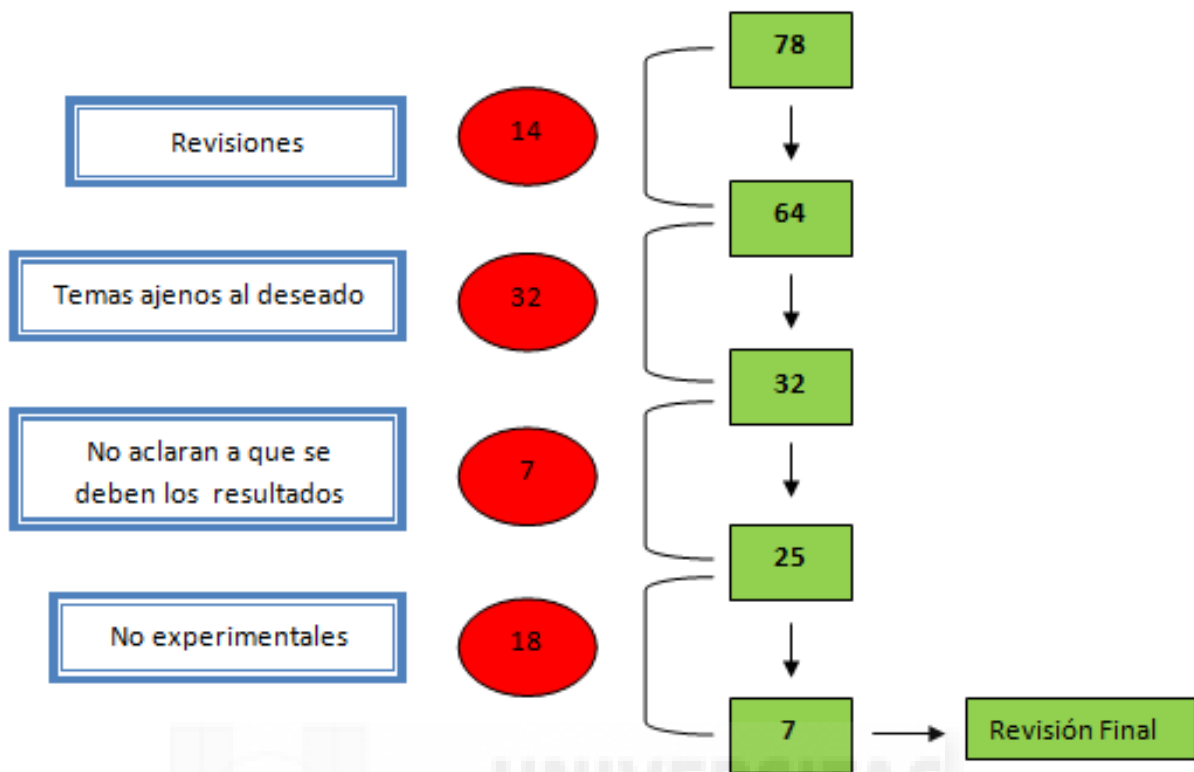 78
Revisiones
14
64
Temas ajenos al deseado
32
32
No aclaran a que se
deben los resultados
7
25
No experimentales
18
7
Revisión Final
UNIVERSITAS